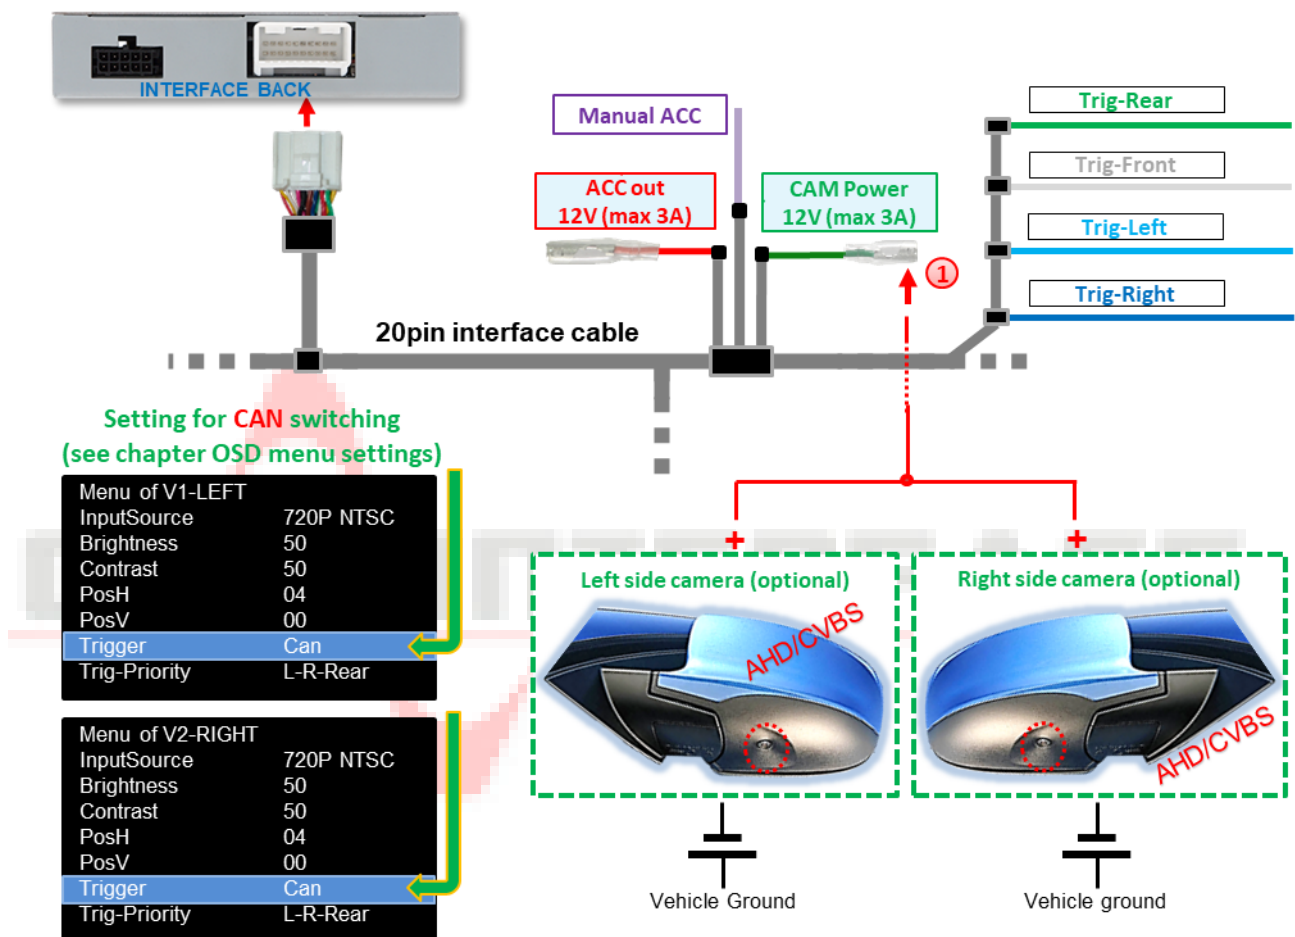 INTERFACE BACK
Manual ACC
ACC out
12V (max 3A)
CAM Power
12V (max 3A)
Trig-Rear
Trig-Front
Trig-Left
Trig-Right
1
20pin interface cable
Setting for CAN switching
(see chapter OSD menu settings)
Menu of V1-LEFT
InputSource 720P NTSC
Brightness 50
Contrast 50
PosH 04
PosV 00
Trigger Can
Trig-Priority L-R-Rear
Menu of V2-RIGHT
InputSource 720P NTSC
Brightness 50
Contrast 50
PosH 04
PosV 00
Trigger Can
Trig-Priority L-R-Rear
+
+
Left side camera (optional)
AHD/CVBS
Right side camera (optional)
AHD/CVBS
Vehicle Ground
Vehicle ground